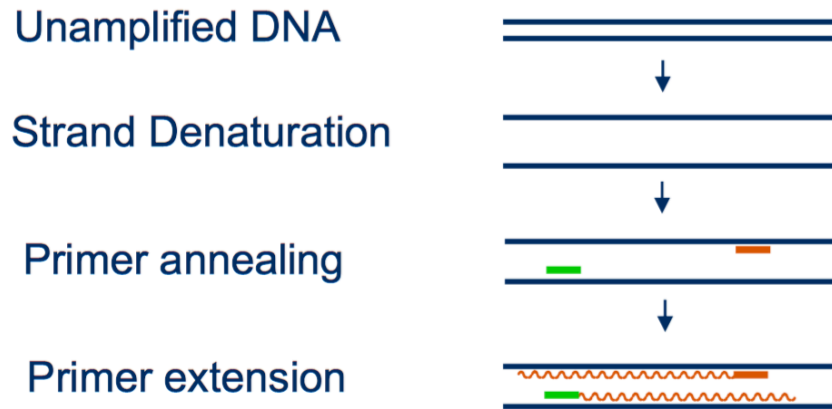 Unamplified DNA
Strand Denaturation
Primer annealing
Primer extension